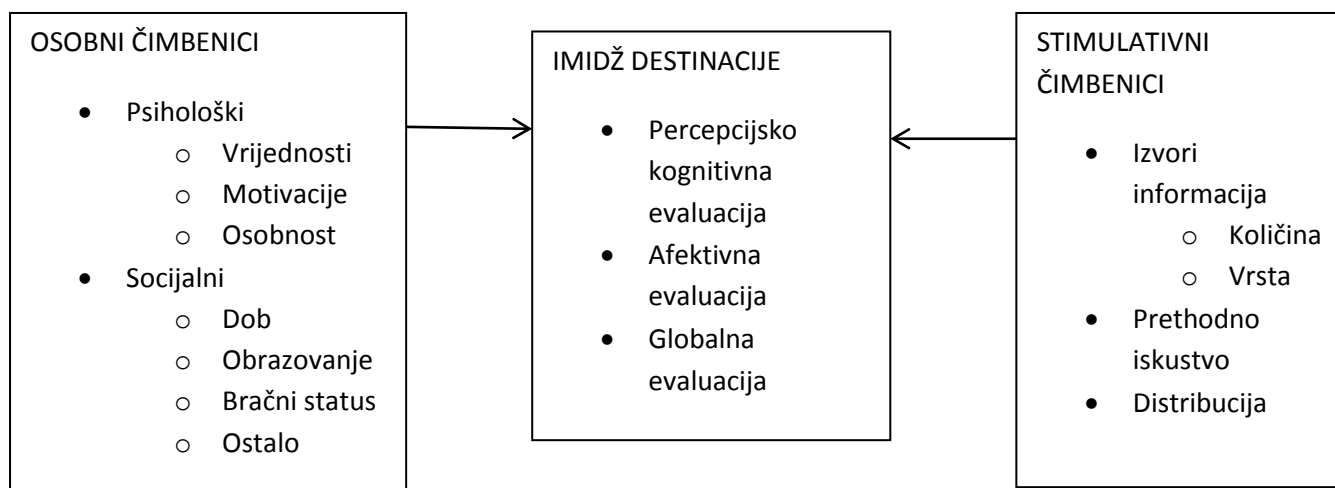 OSOBNI ČIMBENICI
• Psihološki
o Vrijednosti
o Motivacije
o Osobnost
• Socijalni
o Dob
o Obrazovanje
o Bračni status
o Ostalo
IMIDŽ DESTINACIJE
• Percepcijsko
kognitivna
evaluacija
• Afektivna
evaluacija
• Globalna
evaluacija
STIMULATIVNI
ČIMBENICI
• Izvori
informacija
o Količina
o Vrsta
• Prethodno
iskustvo
• Distribucija